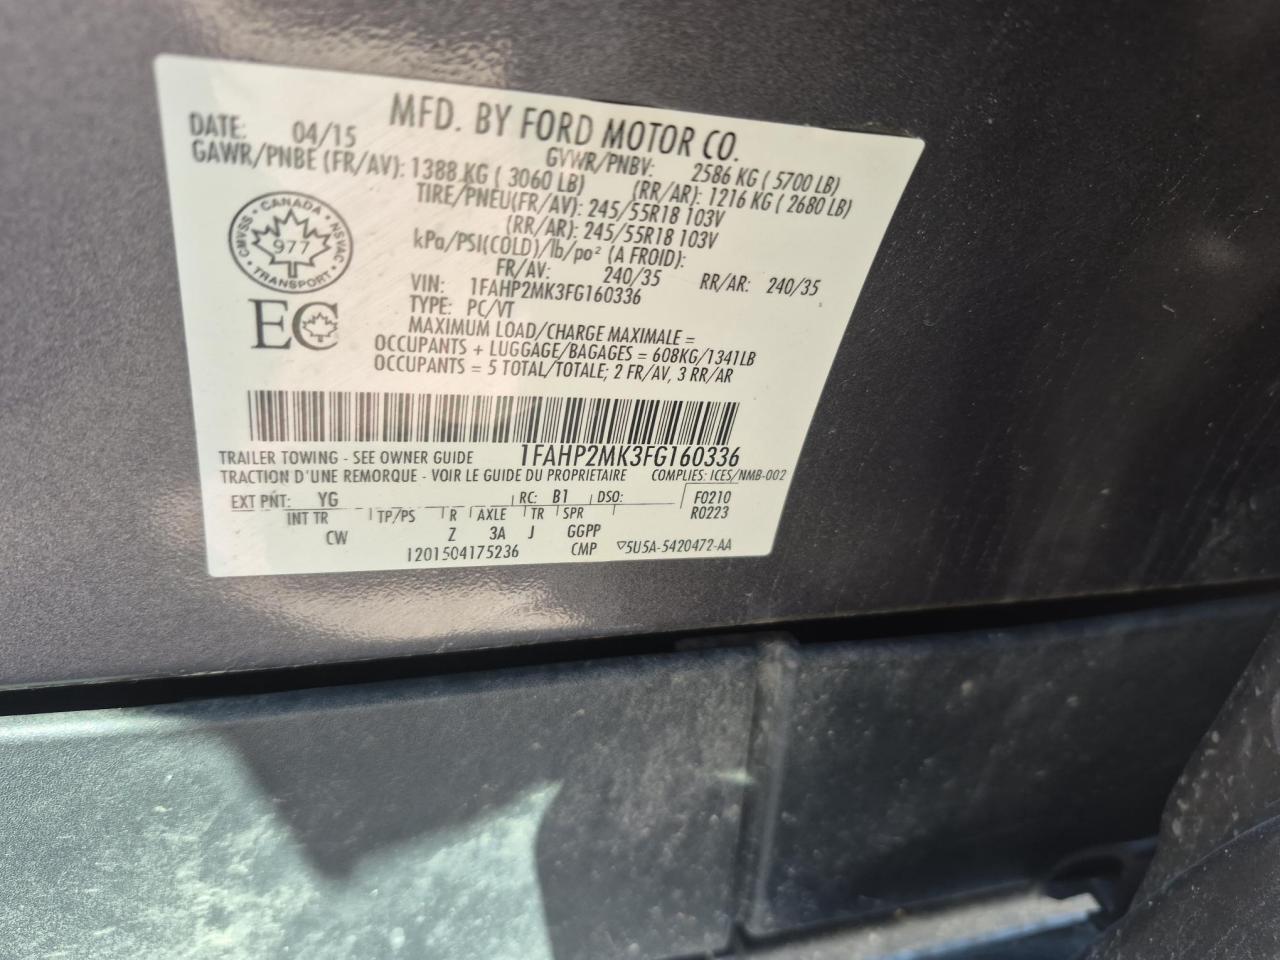 MFD. BY FORD MOTOR CO.
DATE: 04/15 GVWR/PNBV: 2586 KG ( 5700 LB)
GAWR/PNBE (FR/AV): 1388 KG ( 3060 LB) (RR/AR): 1216 KG ( 2680 LB)
TIRE/PNEU(FR/AV): 245/55R18 103V
(RR/AR): 245/55R18 103V
kPa/PSI(COLD)/lb/po² (A FROID):
FR/AV: 240/35 RR/AR: 240/35
CANADA
CMVSS 977 NSVAC
TRANSPORT
EC
VIN: 1FAHP2MK3FG160336
TYPE: PC/VT
MAXIMUM LOAD/CHARGE MAXIMALE =
OCCUPANTS + LUGGAGE/BAGAGES = 608KG/1341LB
OCCUPANTS = 5 TOTAL/TOTALE; 2 FR/AV, 3 RR/AR
1FAHP2MK3FG160336
TRAILER TOWING - SEE OWNER GUIDE
TRACTION D'UNE REMORQUE - VOIR LE GUIDE DU PROPRIETAIRE COMPLIES: ICES/NMB-002
EXT PNT: YG RC: B1 DSO: F0210
INT TR TP/PS R AXLE TR SPR R0223
CW Z 3A J GGPP
I201504175236 CMP ▽5U5A-5420472-AA